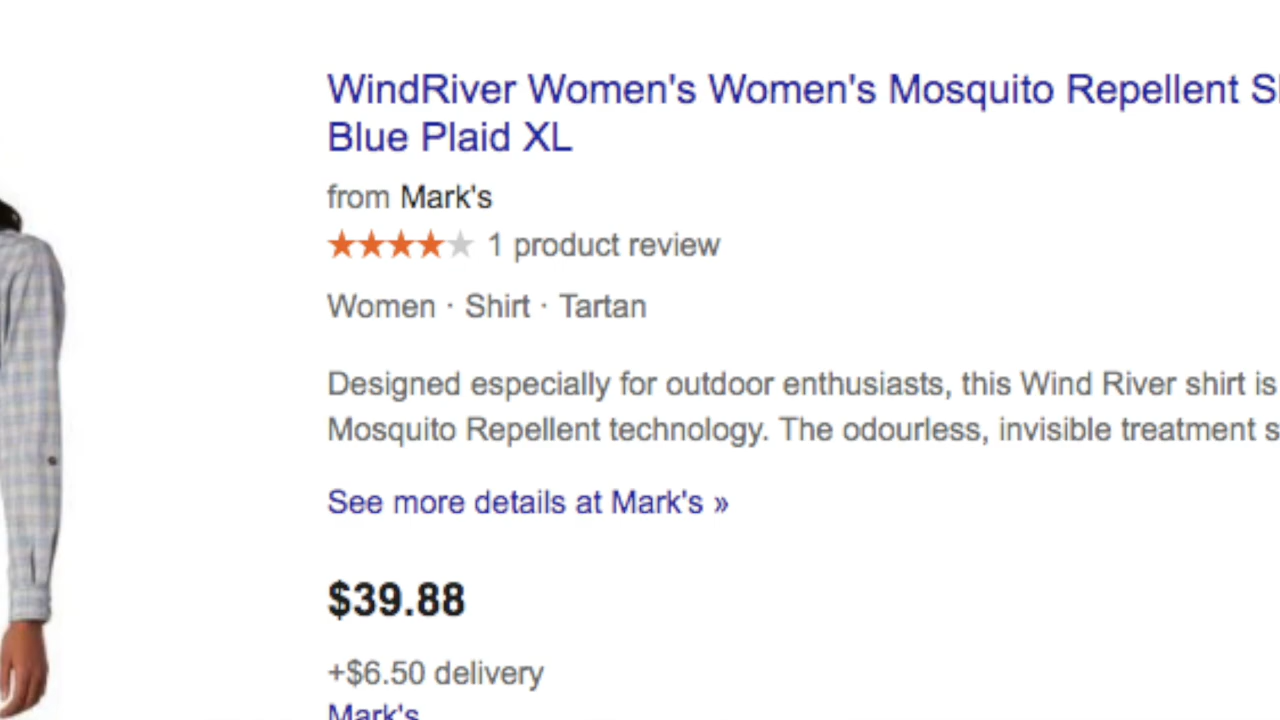 WindRiver Women's Women's Mosquito Repellent
Blue Plaid XL
from Mark's
1 product review
Women · Shirt · Tartan
Designed especially for outdoor enthusiasts, this Wind River shirt is
Mosquito Repellent technology. The odourless, invisible treatment
See more details at Mark's »
$39.88
+$6.50 delivery
Mark's